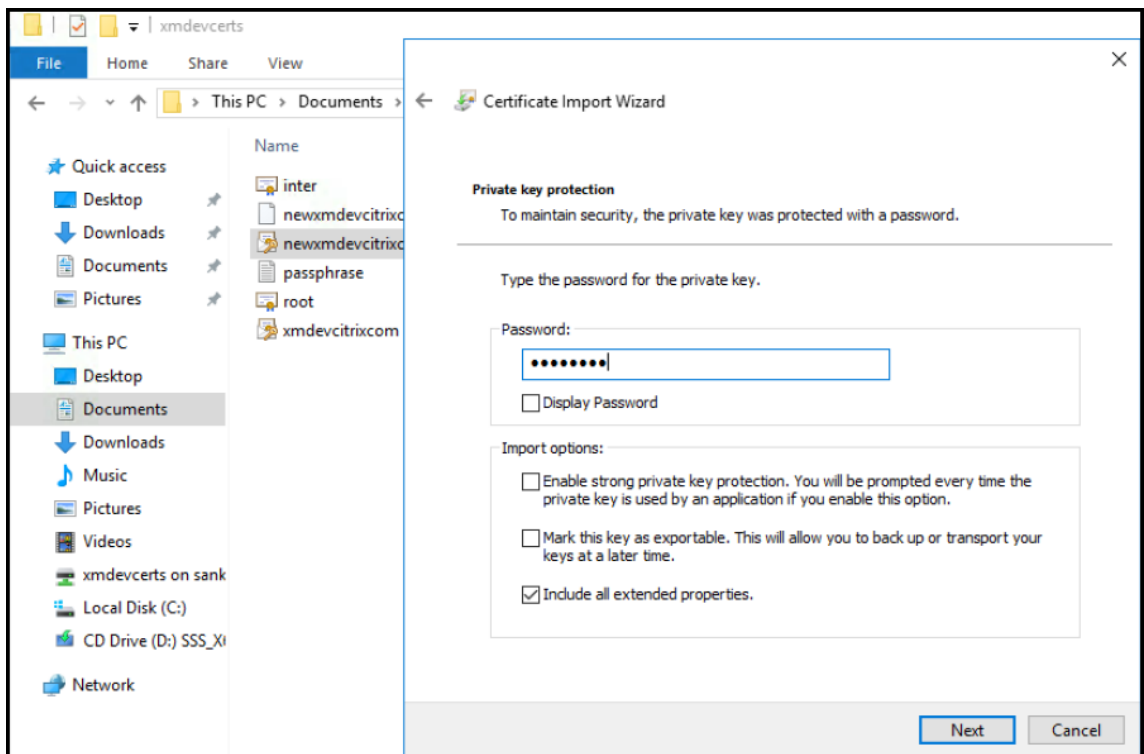 xmdevcerts
File Home Share View
This PC > Documents >
Name
Quick access
Desktop
Downloads
Documents
Pictures
This PC
Desktop
Documents
Downloads
Music
Pictures
Videos
xmdevcerts on sank
Local Disk (C:)
CD Drive (D:) SSS_X
Network
inter
newxmdevcitrixc
newxmdevcitrixc
passphrase
root
xmdevcitrixcom
Certificate Import Wizard
Private key protection
To maintain security, the private key was protected with a password.
Type the password for the private key.
Password:
••••••••
Display Password
Import options:
Enable strong private key protection. You will be prompted every time the
private key is used by an application if you enable this option.
Mark this key as exportable. This will allow you to back up or transport your
keys at a later time.
Include all extended properties.
Next Cancel